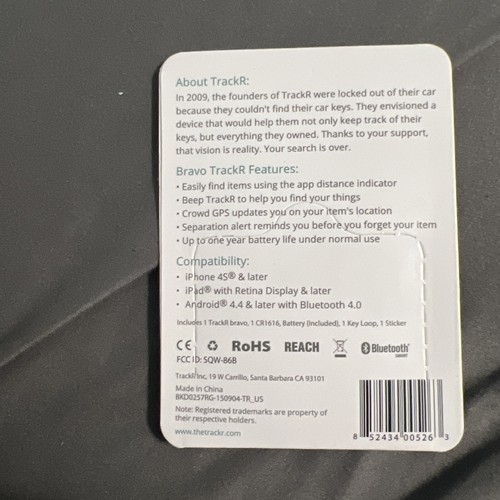 About TrackR:
In 2009, the founders of TrackR were locked out of their car
because they couldn't find their car keys. They envisioned a
device that would help them not only keep track of their
keys, but everything they owned. Thanks to your support,
that vision is reality. Your search is over.
Bravo TrackR Features:
• Easily find items using the app distance indicator
• Beep TrackR to help you find your things
• Crowd GPS updates you on your item's location
• Separation alert reminds you before you forget your item
• Up to one year battery life under normal use
Compatibility:
• iPhone 4S® & later
• iPad® with Retina Display & later
• Android® 4.4 & later with Bluetooth 4.0
Includes 1 TrackR bravo, 1 CR1616, Battery (included), 1 Key Loop, 1 Sticker
CE RoHS REACH Bluetooth® SMART
FCC ID: SQW-86B
TrackR Inc, 19 W Carrillo, Santa Barbara CA 93101
Made in China
BKD0257RG-150904-TR_US
Note: Registered trademarks are property of
their respective holders.
www.thetrackr.com
8 52434 00526 3